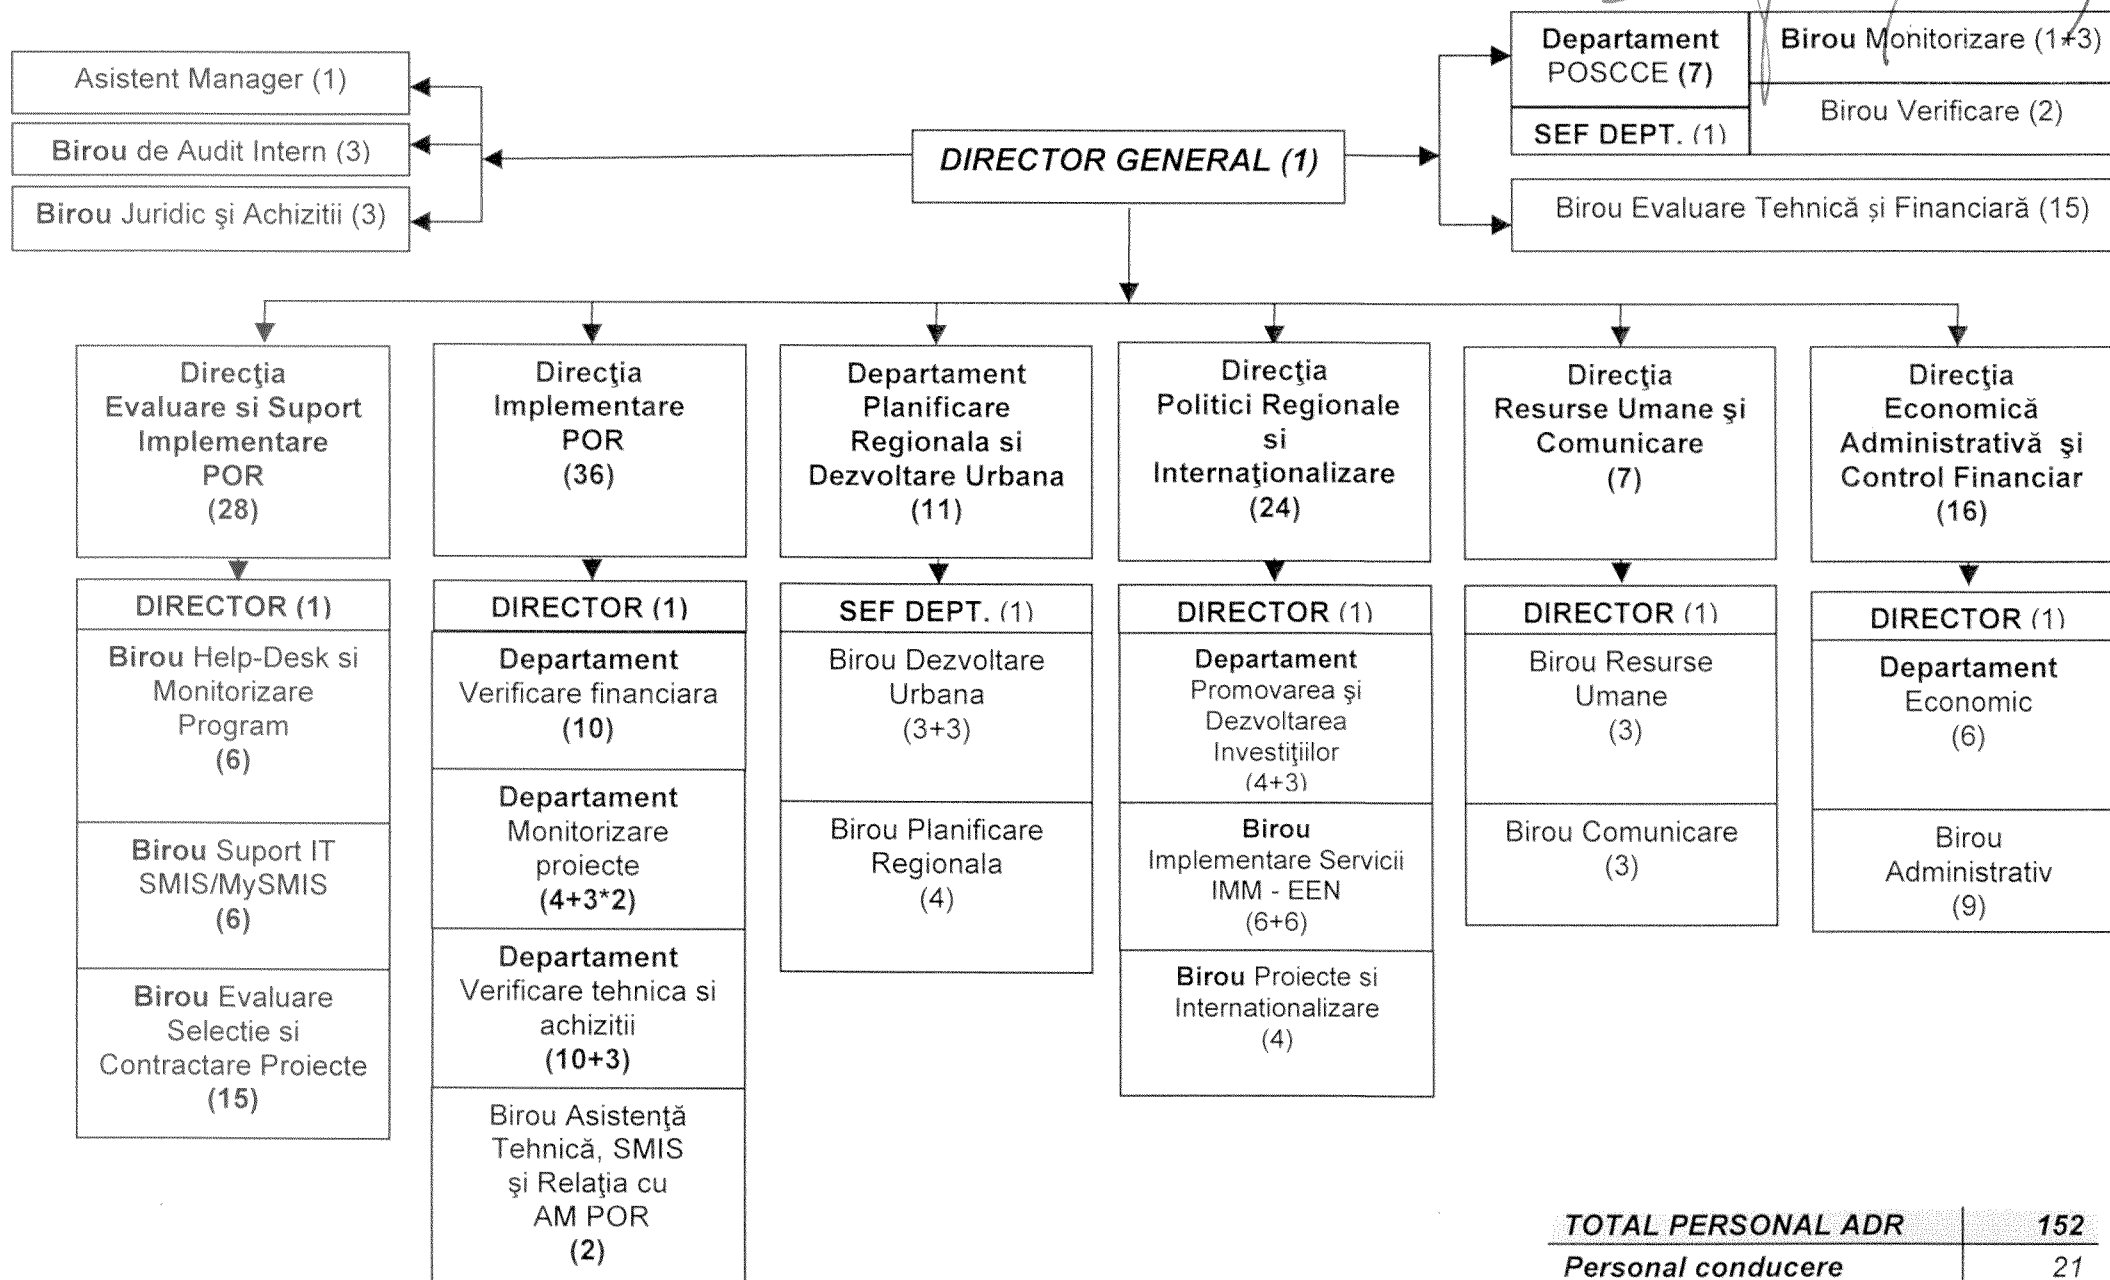 Asistent Manager (1)
Birou de Audit Intern (3)
Birou Juridic şi Achizitii (3)
DIRECTOR GENERAL (1)
Departament
POSCCE (7)
SEF DEPT. (1)
Birou Monitorizare (1+3)
Birou Verificare (2)
Birou Evaluare Tehnică și Financiară (15)
Direcţia
Evaluare si Suport
Implementare
POR
(28)
DIRECTOR (1)
Birou Help-Desk si
Monitorizare
Program
(6)
Birou Suport IT
SMIS/MySMIS
(6)
Birou Evaluare
Selectie si
Contractare Proiecte
(15)
Direcţia
Implementare
POR
(36)
DIRECTOR (1)
Departament
Verificare financiara
(10)
Departament
Monitorizare
proiecte
(4+3*2)
Departament
Verificare tehnica si
achizitii
(10+3)
Birou Asistenţă
Tehnică, SMIS
şi Relaţia cu
AM POR
(2)
Departament
Planificare
Regionala si
Dezvoltare Urbana
(11)
SEF DEPT. (1)
Birou Dezvoltare
Urbana
(3+3)
Birou Planificare
Regionala
(4)
Direcţia
Politici Regionale
si
Internaţionalizare
(24)
DIRECTOR (1)
Departament
Promovarea şi
Dezvoltarea
Investiţiilor
(4+3)
Birou
Implementare Servicii
IMM - EEN
(6+6)
Birou Proiecte si
Internationalizare
(4)
Direcţia
Resurse Umane şi
Comunicare
(7)
DIRECTOR (1)
Birou Resurse
Umane
(3)
Birou Comunicare
(3)
Direcţia
Economică
Administrativă şi
Control Financiar
(16)
DIRECTOR (1)
Departament
Economic
(6)
Birou
Administrativ
(9)
TOTAL PERSONAL ADR 152
Personal conducere 21